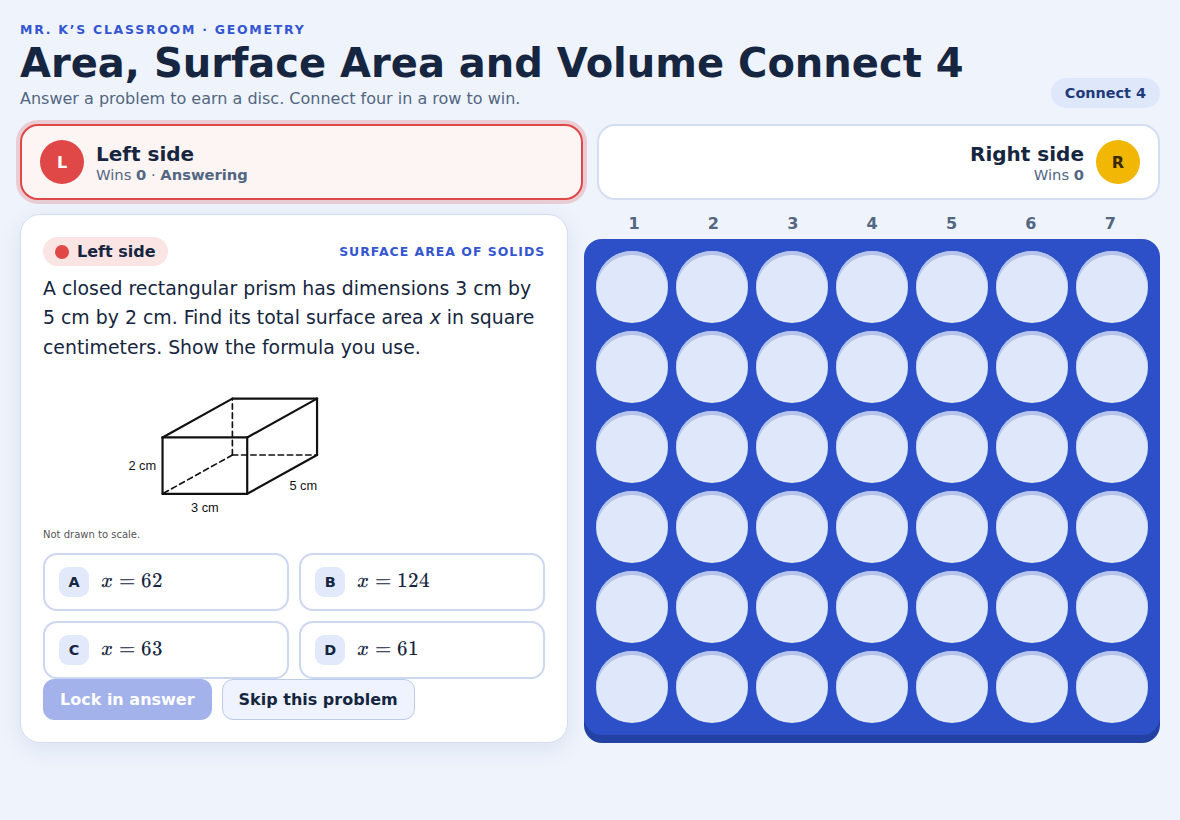 MR. K’S CLASSROOM · GEOMETRY
Area, Surface Area and Volume Connect 4
Answer a problem to earn a disc. Connect four in a row to win.
Connect 4
L
Left side
Wins 0 · Answering
Right side
Wins 0
R
Left side
SURFACE AREA OF SOLIDS
A closed rectangular prism has dimensions 3 cm by
5 cm by 2 cm. Find its total surface area x in square
centimeters. Show the formula you use.
2 cm
5 cm
3 cm
Not drawn to scale.
A x = 62
B x = 124
C x = 63
D x = 61
Lock in answer
Skip this problem
1 2 3 4 5 6 7